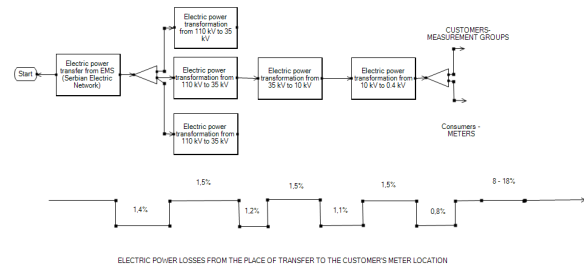 Electric power
transformation
from 110 kV to 35
kV
CUSTOMERS-
MEASUREMENT GROUPS
Start
Electric power
transfer from EMS
(Serbian Electric
Network)
Electric power
transformation from
110 kV to 35 kV
Electric power
transformation from
35 kV to 10 kV
Electric power
transformation from
10 kV to 0.4 kV
Electric power
transformation from
110 kV to 35 kV
Consumers -
METERS
1,5%
1,5%
1,5%
8 - 18%
1,4%
1,2%
1,1%
0,8%
ELECTRIC POWER LOSSES FROM THE PLACE OF TRANSFER TO THE CUSTOMER'S METER LOCATION